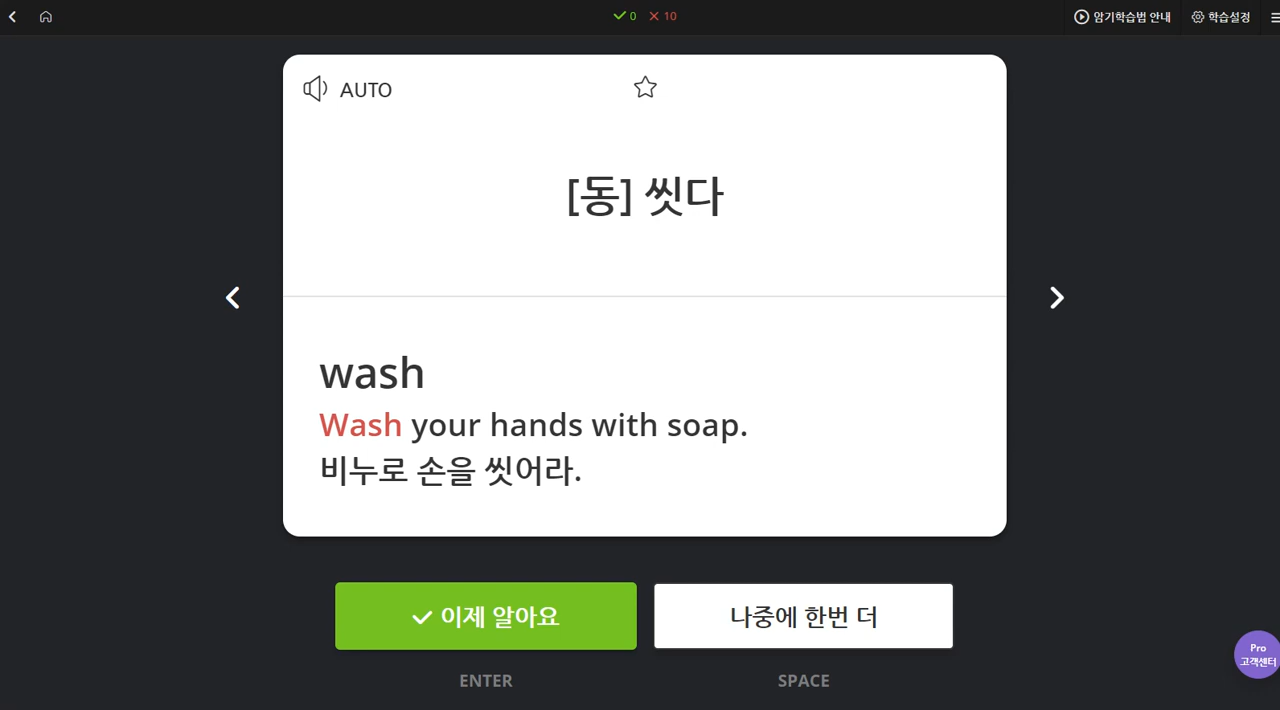 0 10 암기학습법 안내 학습설정
AUTO
[동] 씻다
wash
Wash your hands with soap.
비누로 손을 씻어라.
이제 알아요 나중에 한번 더
Pro
고객센터
ENTER SPACE